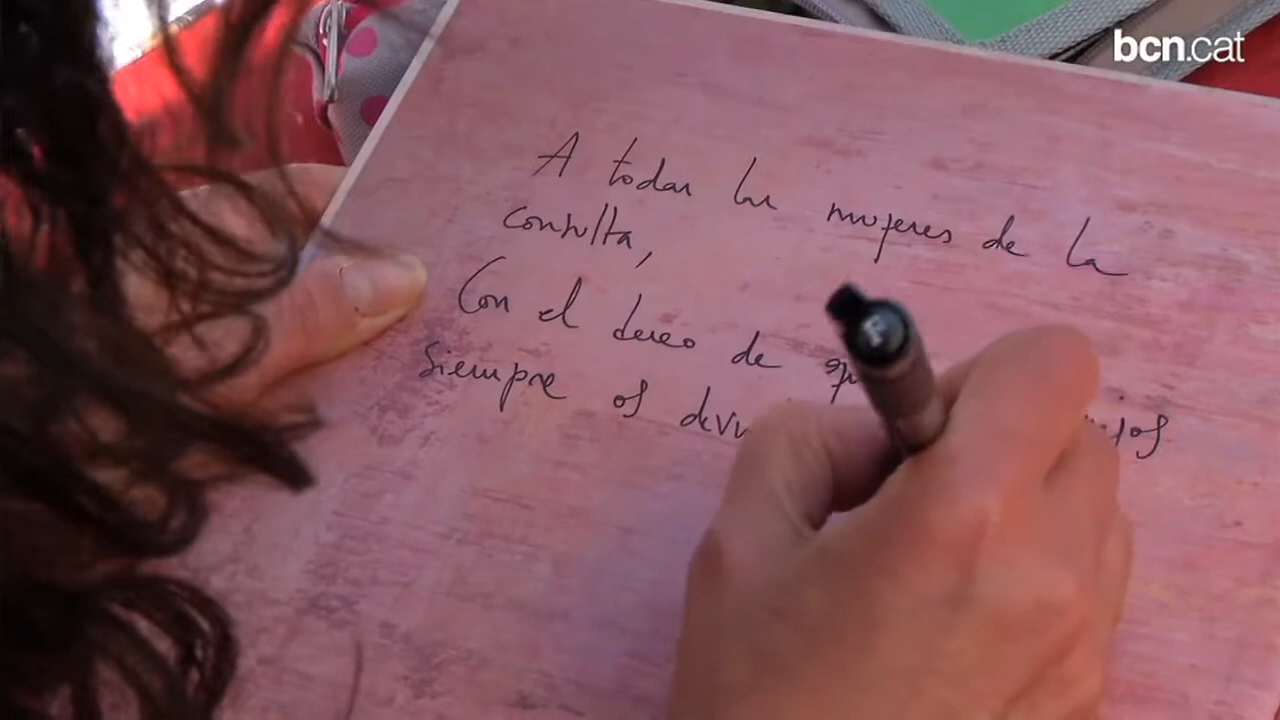 bcn.cat
A todas las mujeres de la
consulta,
Con el deseo de
siempre os